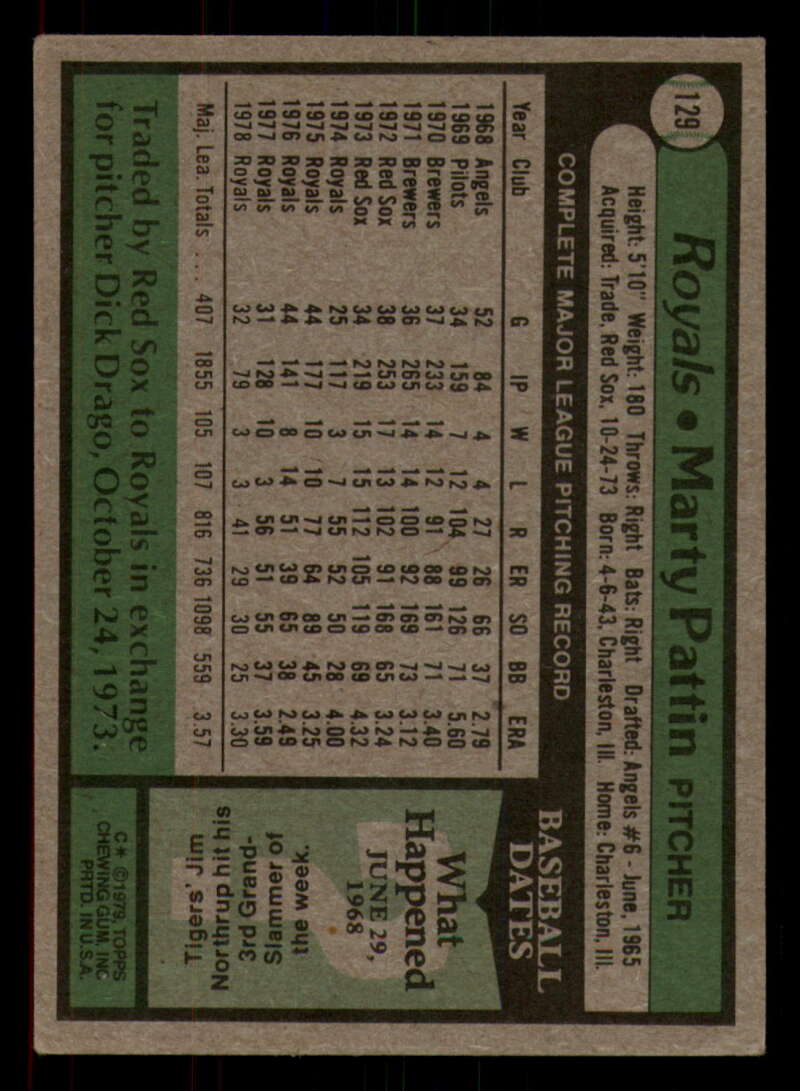 129
Royals • Marty Pattin PITCHER
Height: 5'10" Weight: 180 Throws: Right Bats: Right Drafted: Angels #6 - June, 1965
Acquired: Trade, Red Sox, 10-24-73 Born: 4-6-43, Charleston, Ill. Home: Charleston, Ill.
COMPLETE MAJOR LEAGUE PITCHING RECORD
Year Club G IP W L R ER SO BB ERA
1968 Angels 52 84 4 4 27 26 66 37 2.79
1969 Pilots 34 159 7 12 104 99 126 71 5.60
1970 Brewers 37 233 14 12 91 88 161 71 3.40
1971 Brewers 36 265 14 14 100 92 169 73 3.12
1972 Red Sox 38 253 17 13 102 91 168 65 3.24
1973 Red Sox 34 219 15 15 112 105 119 69 4.32
1974 Royals 25 117 3 7 55 52 50 28 4.00
1975 Royals 44 177 10 10 77 64 89 45 3.25
1976 Royals 44 141 8 14 51 39 65 38 2.49
1977 Royals 31 128 10 3 56 51 55 37 3.59
1978 Royals 32 79 3 3 41 29 30 25 3.30
Maj. Lea. Totals .... 407 1855 105 107 816 736 1098 559 3.57
Traded by Red Sox to Royals in exchange
for pitcher Dick Drago, October 24, 1973.
BASEBALL
DATES
What
Happened
JUNE 29,
1968
Tigers' Jim
Northrup hit his
3rd Grand-
Slammer of
the week.
C* ©1979 TOPPS
CHEWING GUM, INC
PRTD. IN U.S.A.